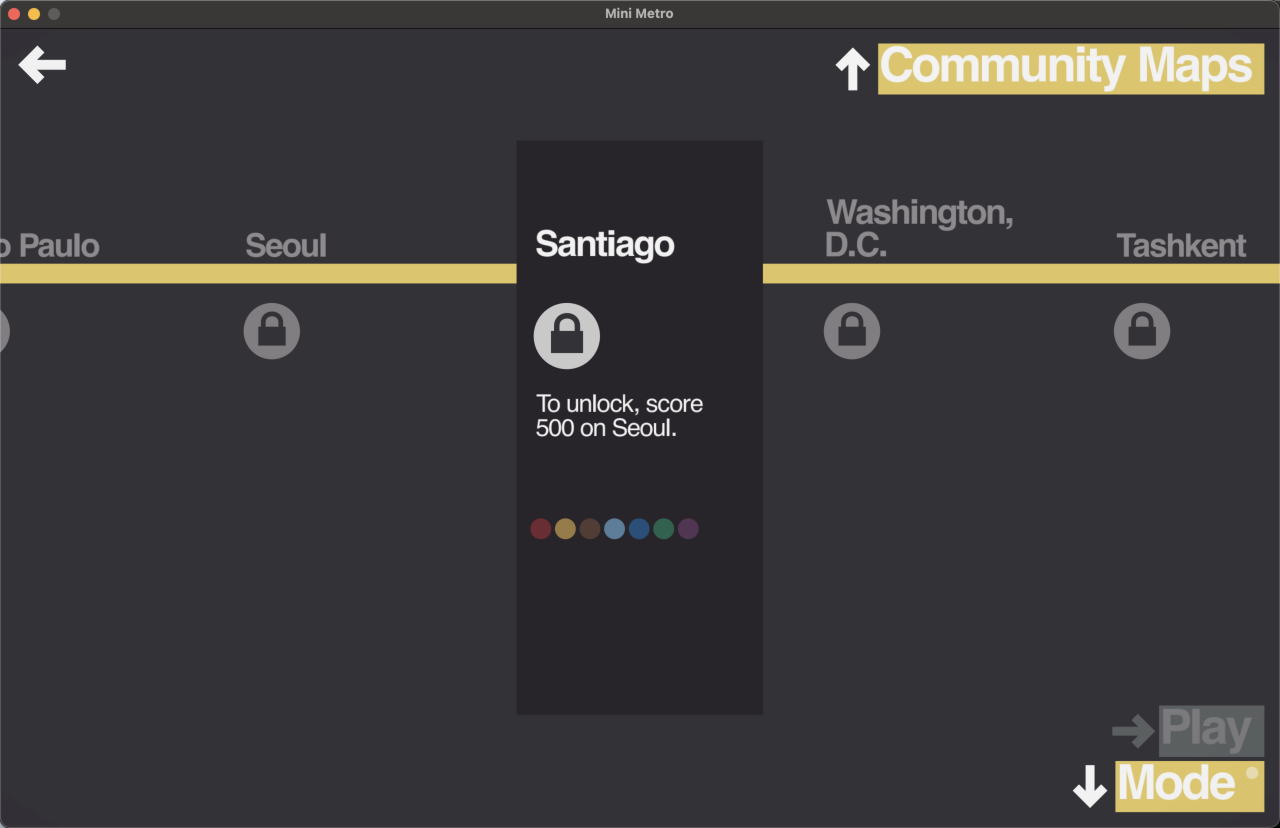 Mini Metro
Community Maps
o Paulo
Seoul
Santiago
Washington,
D.C.
Tashkent
To unlock, score
500 on Seoul.
Play
Mode